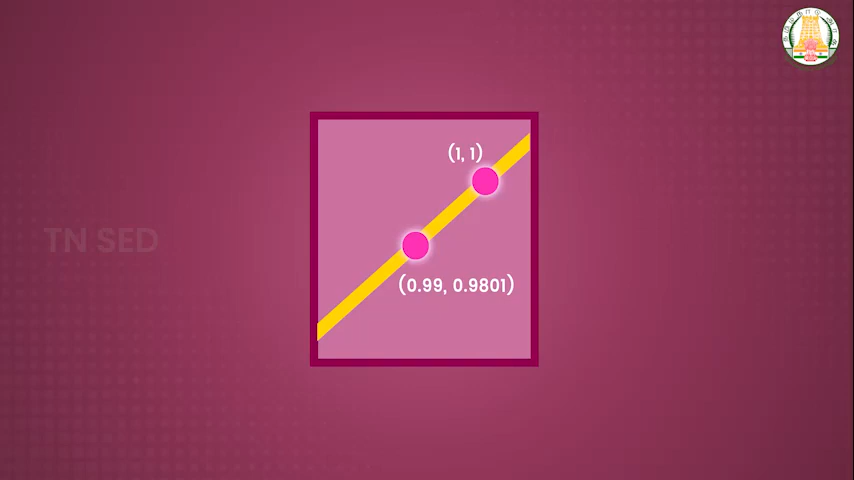 (1, 1)
(0.99, 0.9801)
TN SED